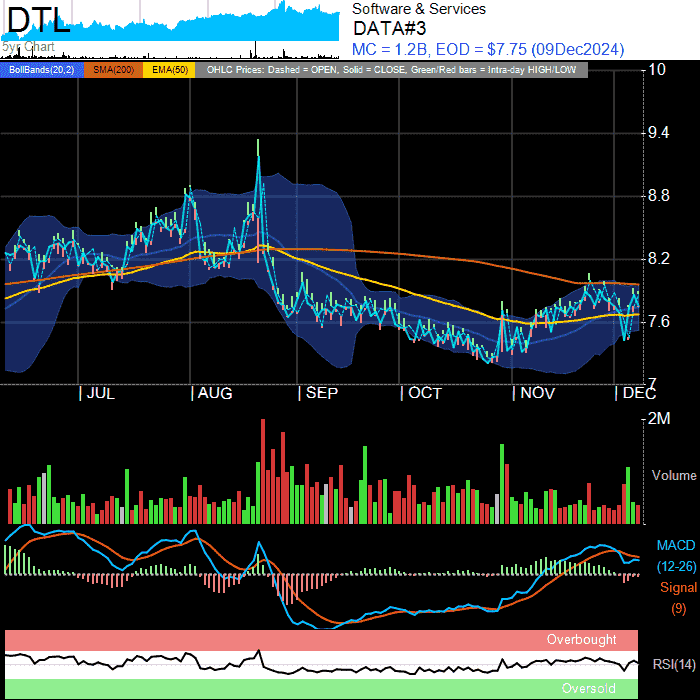 DTL
5yr Chart
Software & Services
DATA#3
MC = 1.2B, EOD = $7.75 (09Dec2024)
BollBands(20,2) SMA(200) EMA(50) OHLC Prices: Dashed = OPEN, Solid = CLOSE, Green/Red bars = Intra-day HIGH/LOW
10
9.4
8.8
8.2
7.6
7
| JUL | AUG | SEP | OCT | NOV | DEC
2M
Volume
MACD
(12-26)
Signal
(9)
Overbought
RSI(14)
Oversold